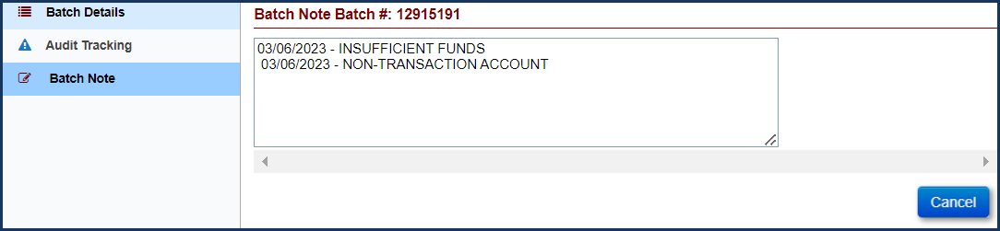 Batch Details
Audit Tracking
Batch Note
Batch Note Batch #: 12915191
03/06/2023 - INSUFFICIENT FUNDS
03/06/2023 - NON-TRANSACTION ACCOUNT
Cancel